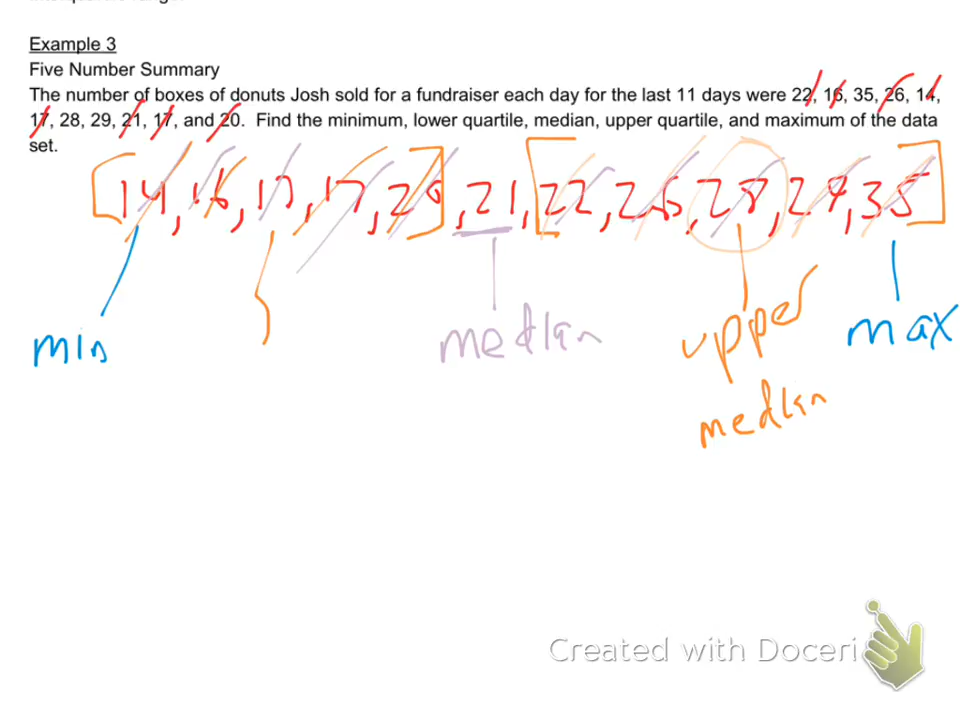 Example 3
Five Number Summary
The number of boxes of donuts Josh sold for a fundraiser each day for the last 11 days were 22, 16, 35, 26, 14,
17, 28, 29, 21, 17, and 20.  Find the minimum, lower quartile, median, upper quartile, and maximum of the data
set.
[14, 16, 17, 17, 20], 21, [22, 26, 28, 29, 35]
min
median
upper
median
max
Created with Doceri